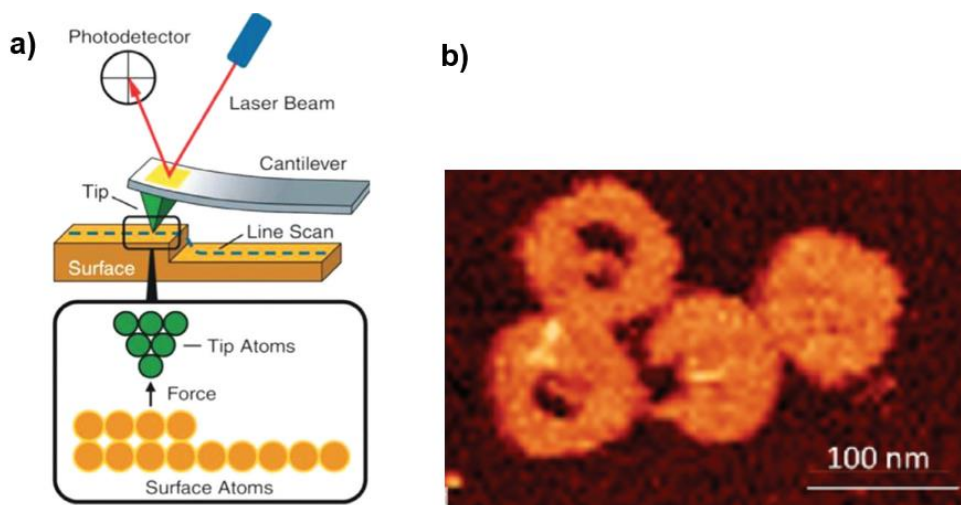 a)
Photodetector
Laser Beam
Cantilever
Tip
Line Scan
Surface
Tip Atoms
Force
Surface Atoms
b)
100 nm